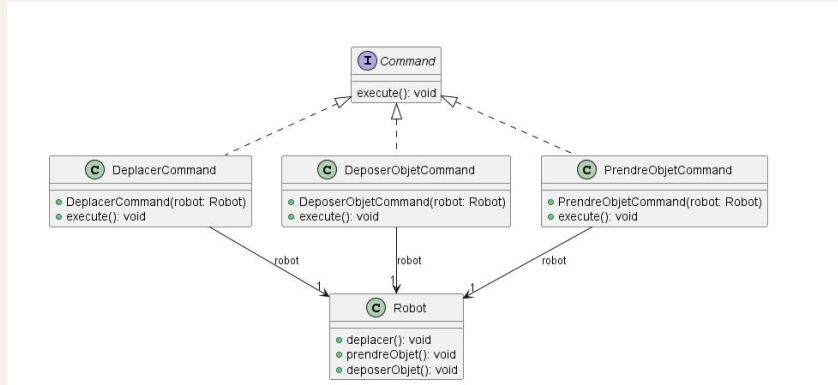 I Command
execute(): void
C DeplacerCommand
DeplacerCommand(robot: Robot)
execute(): void
C DeposerObjetCommand
DeposerObjetCommand(robot: Robot)
execute(): void
C PrendreObjetCommand
PrendreObjetCommand(robot: Robot)
execute(): void
robot
robot
robot
1
1
1
C Robot
deplacer(): void
prendreObjet(): void
deposerObjet(): void